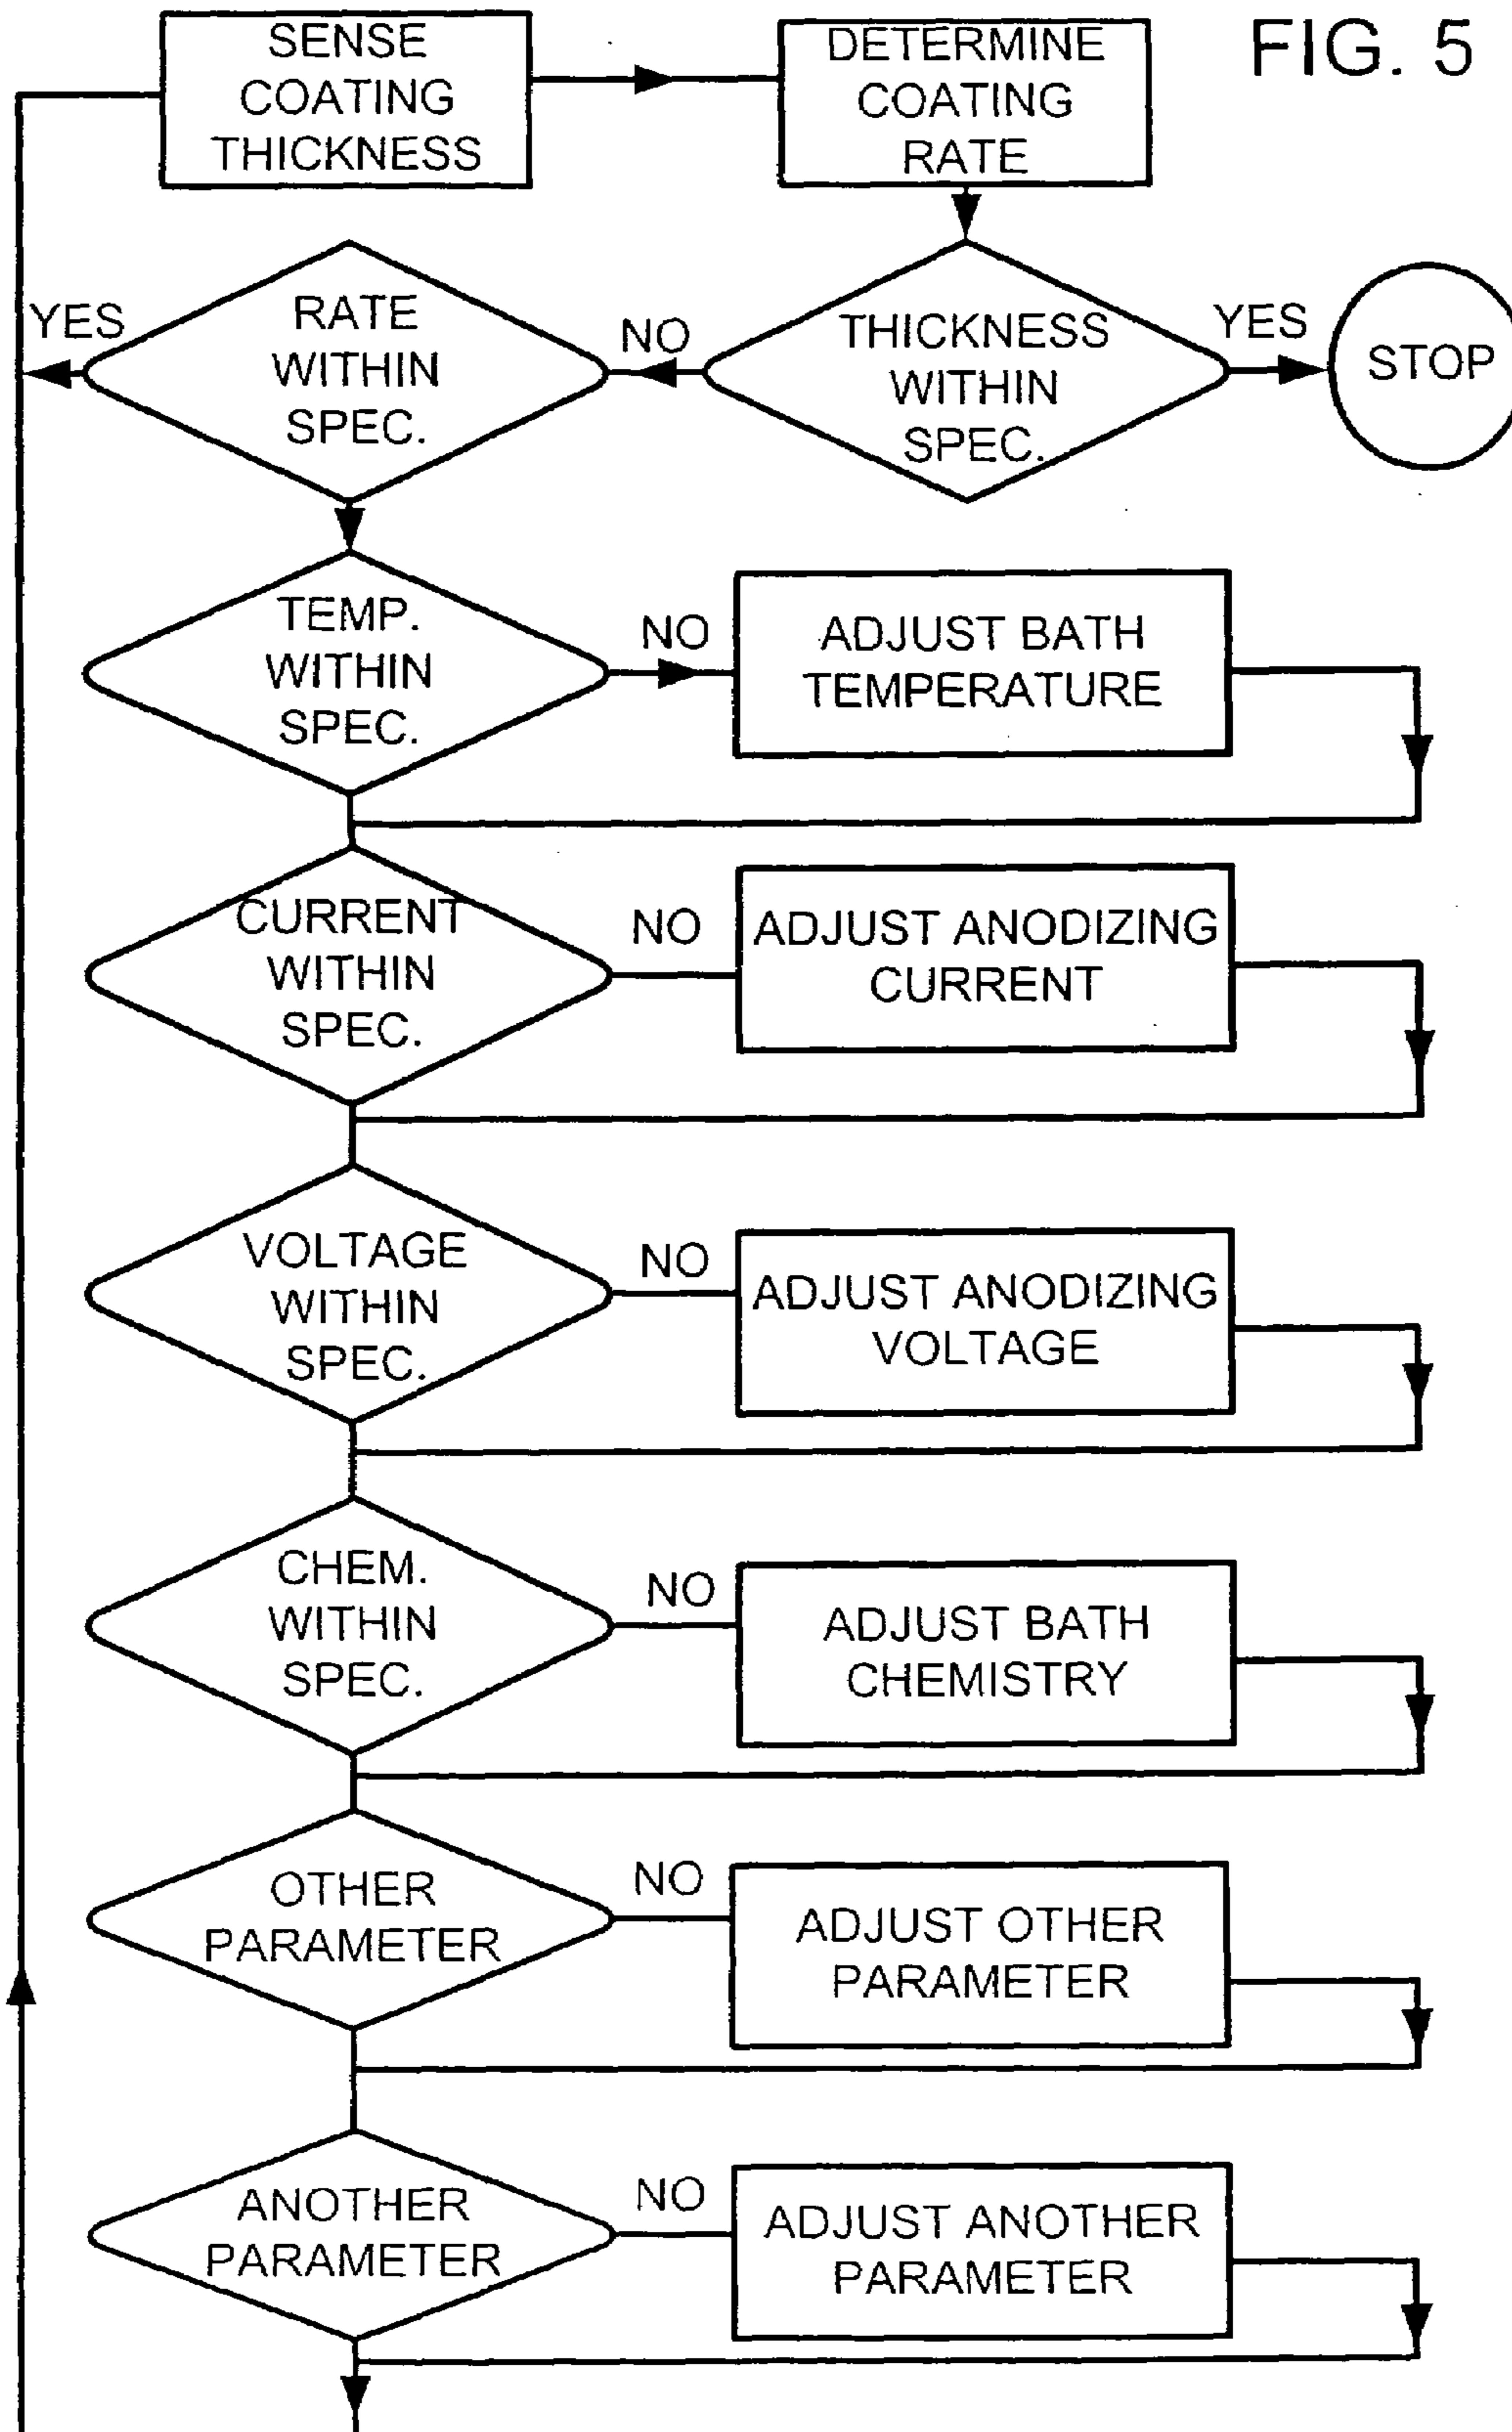 FIG. 5
SENSE
COATING
THICKNESS
DETERMINE
COATING
RATE
YES
RATE
WITHIN
SPEC.
NO
THICKNESS
WITHIN
SPEC.
YES
STOP
TEMP.
WITHIN
SPEC.
NO
ADJUST BATH
TEMPERATURE
CURRENT
WITHIN
SPEC.
NO
ADJUST ANODIZING
CURRENT
VOLTAGE
WITHIN
SPEC.
NO
ADJUST ANODIZING
VOLTAGE
CHEM.
WITHIN
SPEC.
NO
ADJUST BATH
CHEMISTRY
OTHER
PARAMETER
NO
ADJUST OTHER
PARAMETER
ANOTHER
PARAMETER
NO
ADJUST ANOTHER
PARAMETER